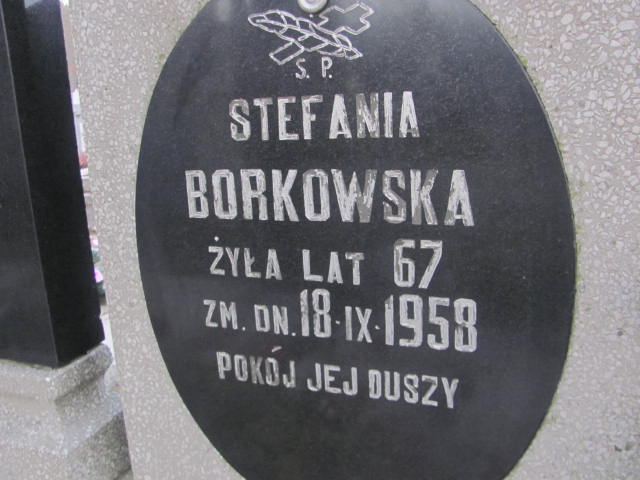 S. P.
STEFANIA
BORKOWSKA
ŻYŁA LAT 67
ZM. DN. 18·IX·1958
POKÓJ JEJ DUSZY